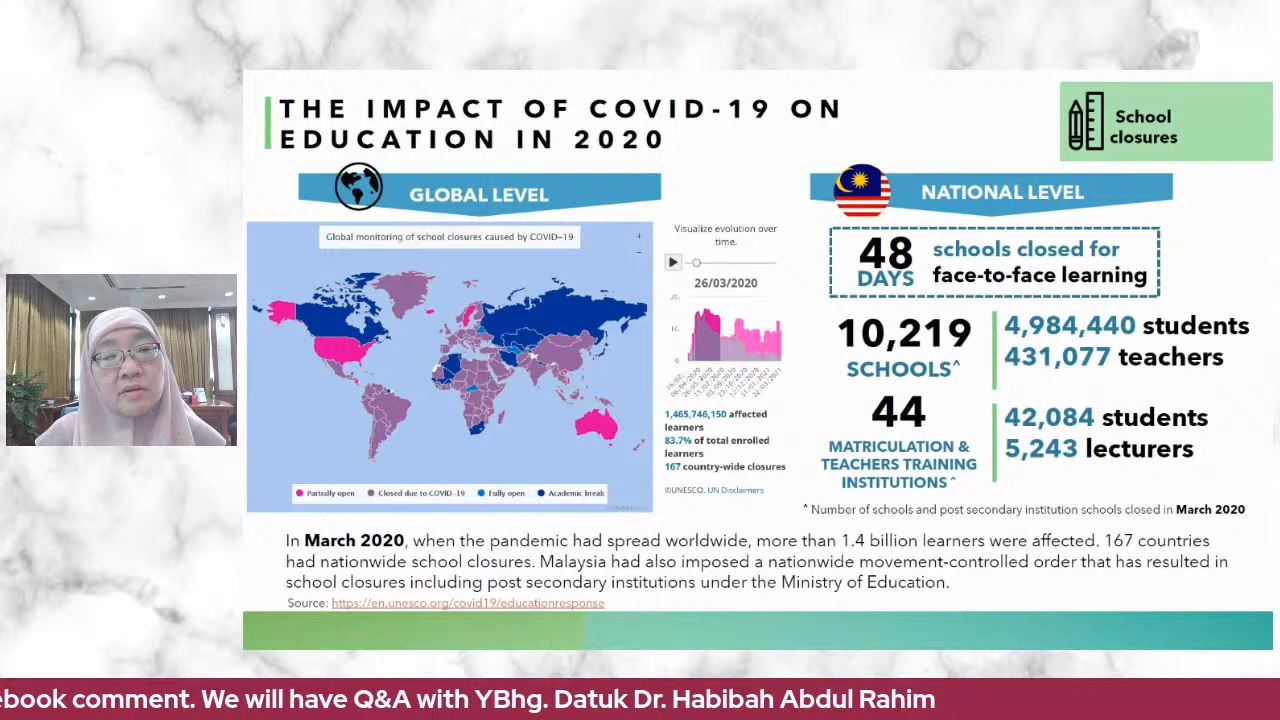 THE IMPACT OF COVID-19 ON
EDUCATION IN 2020
School
closures
GLOBAL LEVEL
NATIONAL LEVEL
Global monitoring of school closures caused by COVID-19
+
-
Partially open
Closed due to COVID-19
Fully open
Academic break
Visualize evolution over
time.
26/03/2020
1,465,746,150 affected
learners
83.7% of total enrolled
learners
167 country-wide closures
©UNESCO. UN Disclaimers
48
DAYS
schools closed for
face-to-face learning
10,219
SCHOOLS^
4,984,440 students
431,077 teachers
44
MATRICULATION &
TEACHERS TRAINING
INSTITUTIONS ^
42,084 students
5,243 lecturers
^ Number of schools and post secondary institution schools closed in March 2020
In March 2020, when the pandemic had spread worldwide, more than 1.4 billion learners were affected. 167 countries
had nationwide school closures. Malaysia had also imposed a nationwide movement-controlled order that has resulted in
school closures including post secondary institutions under the Ministry of Education.
Source: https://en.unesco.org/covid19/educationresponse
ebook comment. We will have Q&A with YBhg. Datuk Dr. Habibah Abdul Rahim